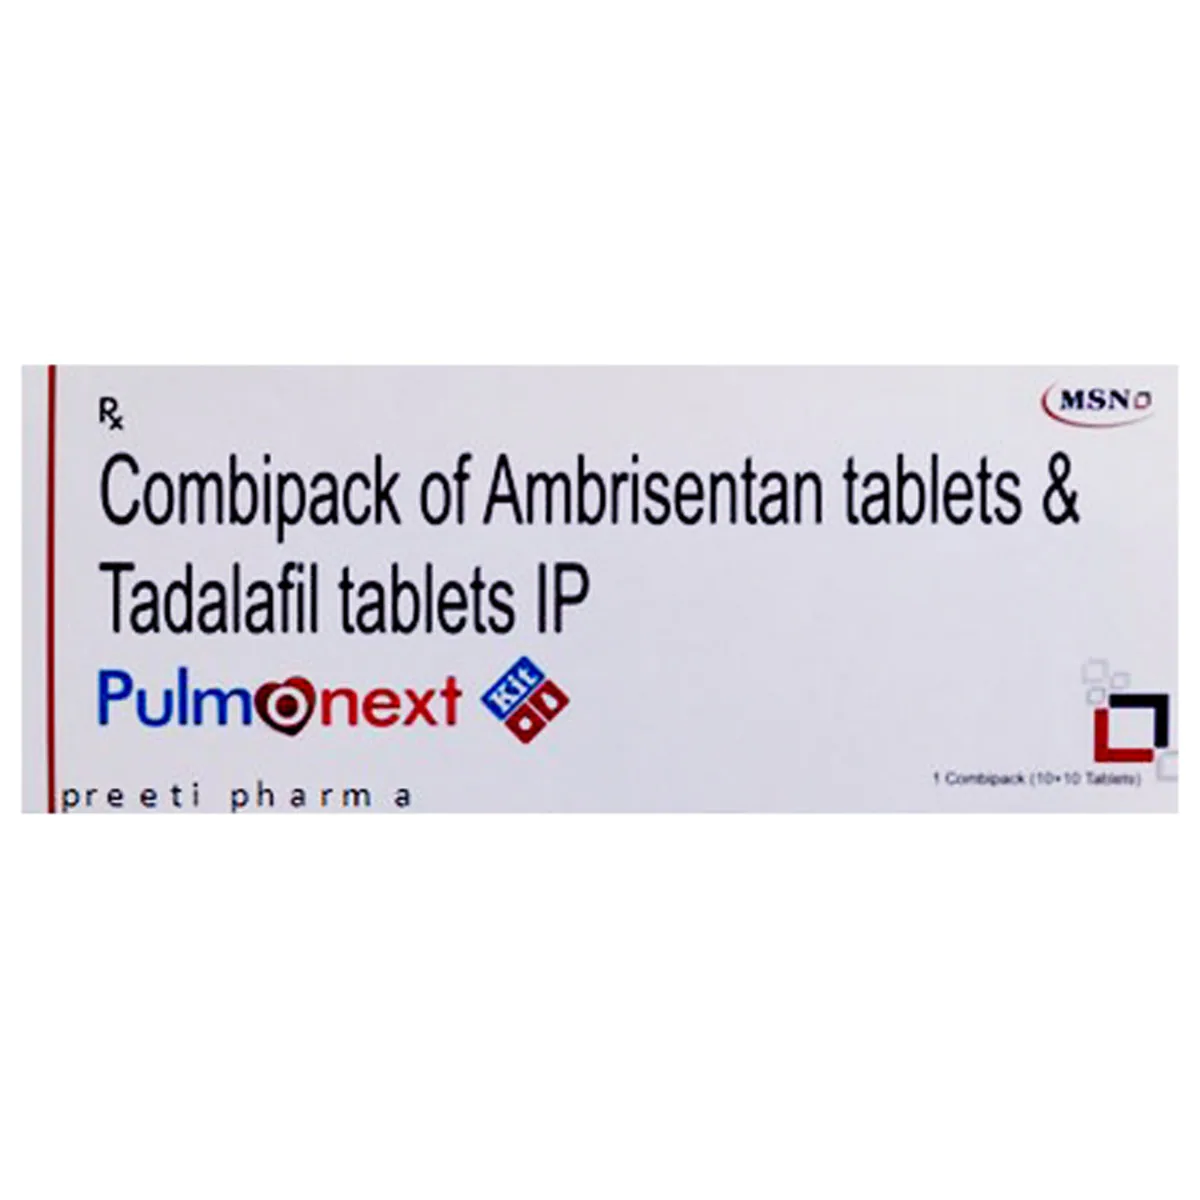 Rx
MSN
Combipack of Ambrisentan tablets &
Tadalafil tablets IP
Pulmonext Kit
1 Combipack (10+10 Tablets)
preeti pharma